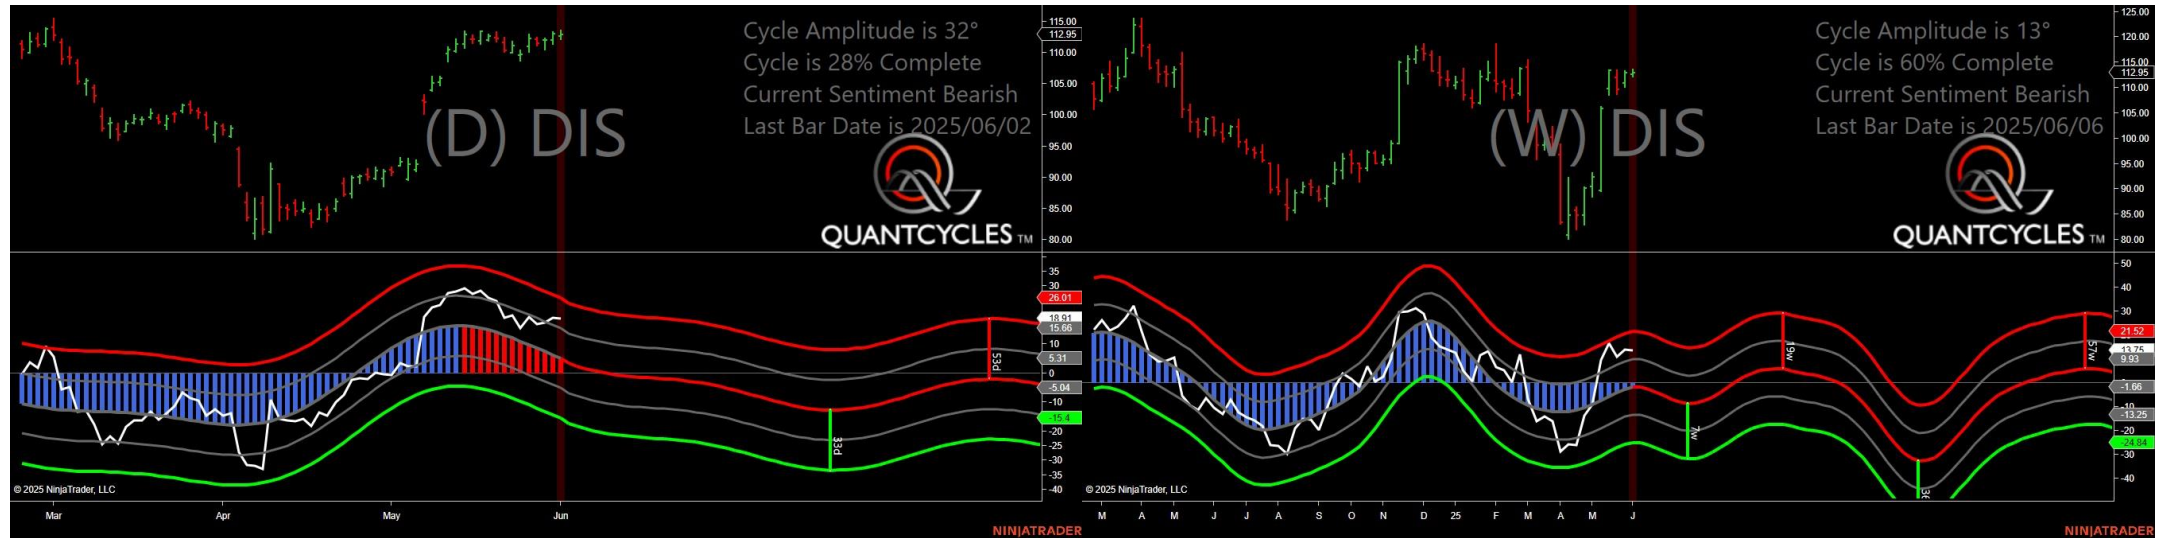 Cycle Amplitude is 32°
Cycle is 28% Complete
Current Sentiment Bearish
Last Bar Date is 2025/06/02
(D) DIS
QUANTCYCLES TM
115.00
112.95
110.00
105.00
100.00
95.00
90.00
85.00
80.00
35
30
26.01
18.91
15.66
10
5.31
0
-5.04
-10
-15.4
-20
-25
-30
-35
-40
53d
33d
© 2025 NinjaTrader, LLC
Mar Apr May Jun
NINJATRADER
Cycle Amplitude is 13°
Cycle is 60% Complete
Current Sentiment Bearish
Last Bar Date is 2025/06/06
(W) DIS
QUANTCYCLES TM
125.00
120.00
115.00
112.95
110.00
105.00
100.00
95.00
90.00
85.00
80.00
50
40
30
21.52
13.75
9.93
-1.66
-10
-13.25
-20
-24.84
-30
-40
7w
19w
57w
© 2025 NinjaTrader, LLC
M A M J J A S O N D 25 F M A M J
NINJATRADER